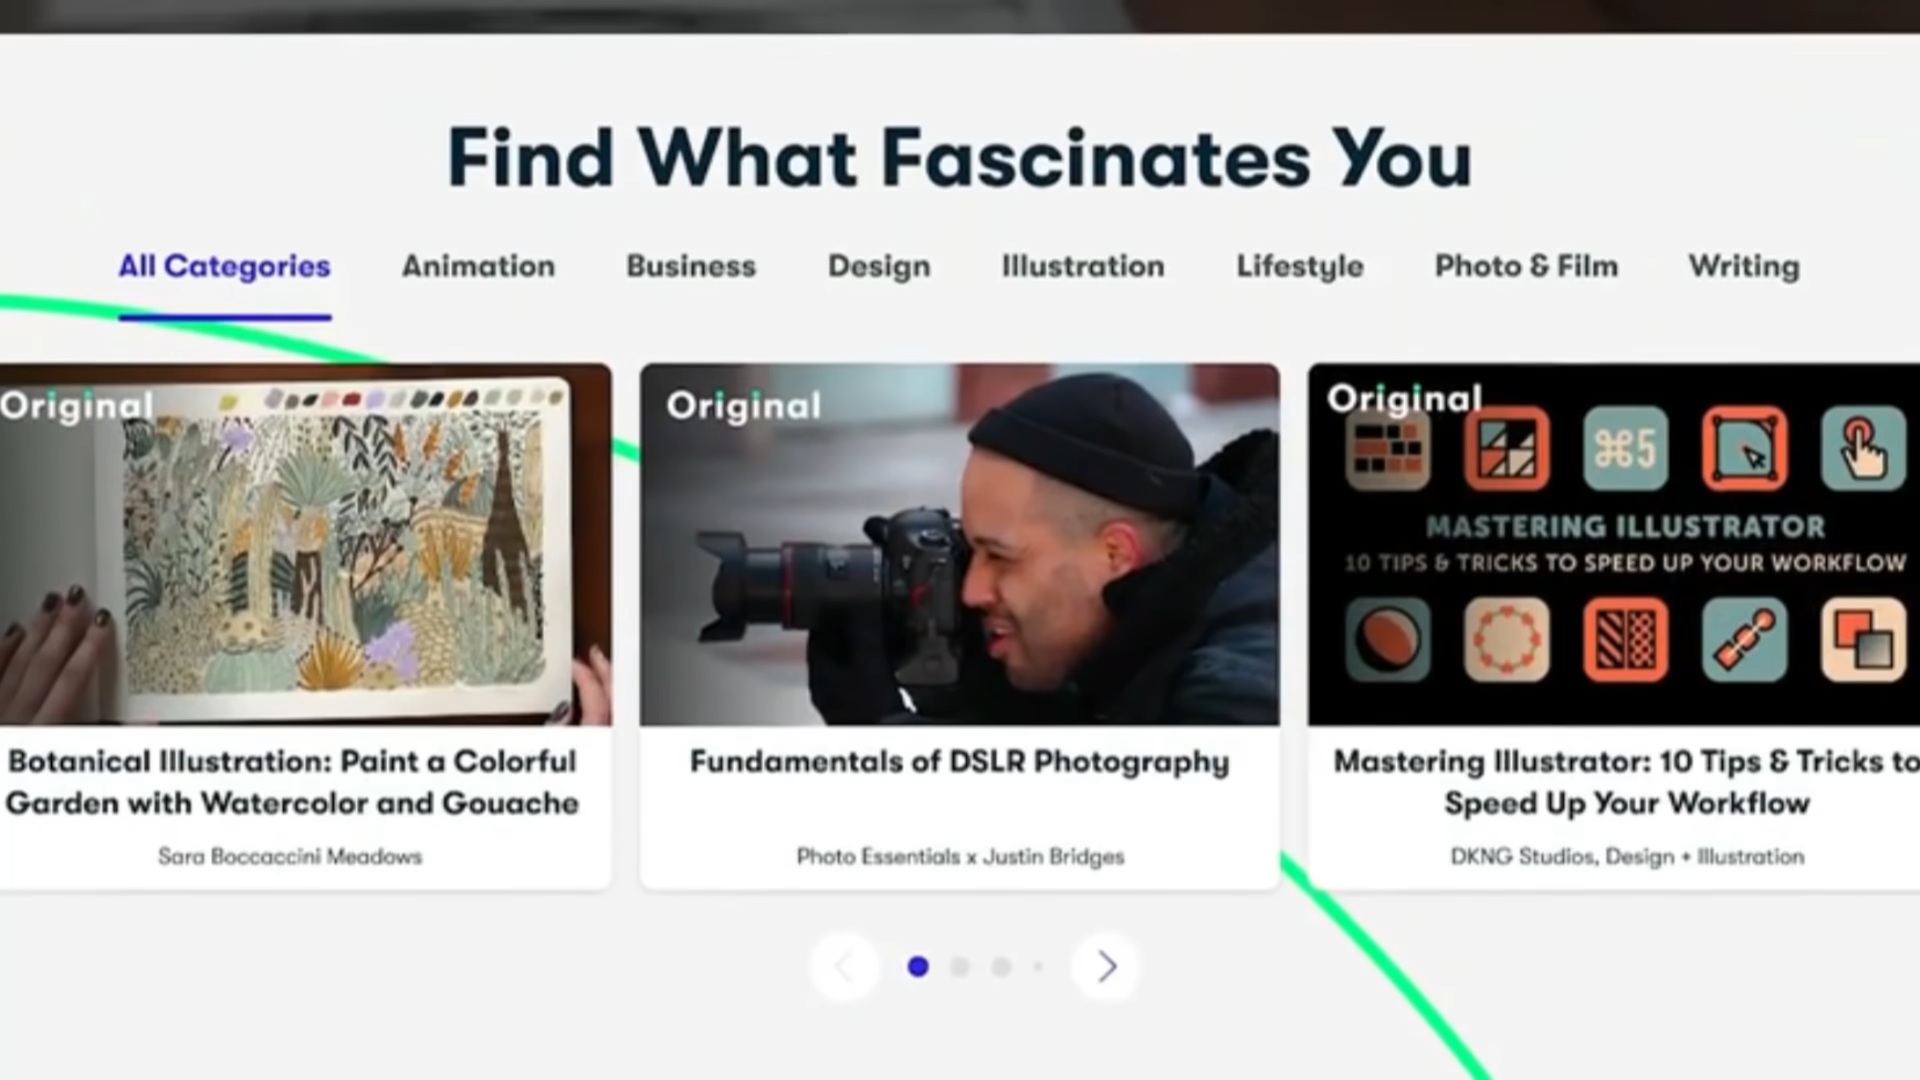 Find What Fascinates You
All Categories Animation Business Design Illustration Lifestyle Photo & Film Writing
Original
Original
Original
⌘5
MASTERING ILLUSTRATOR
10 TIPS & TRICKS TO SPEED UP YOUR WORKFLOW
Botanical Illustration: Paint a Colorful
Garden with Watercolor and Gouache
Sara Boccaccini Meadows
Fundamentals of DSLR Photography
Photo Essentials x Justin Bridges
Mastering Illustrator: 10 Tips & Tricks to
Speed Up Your Workflow
DKNG Studios, Design + Illustration